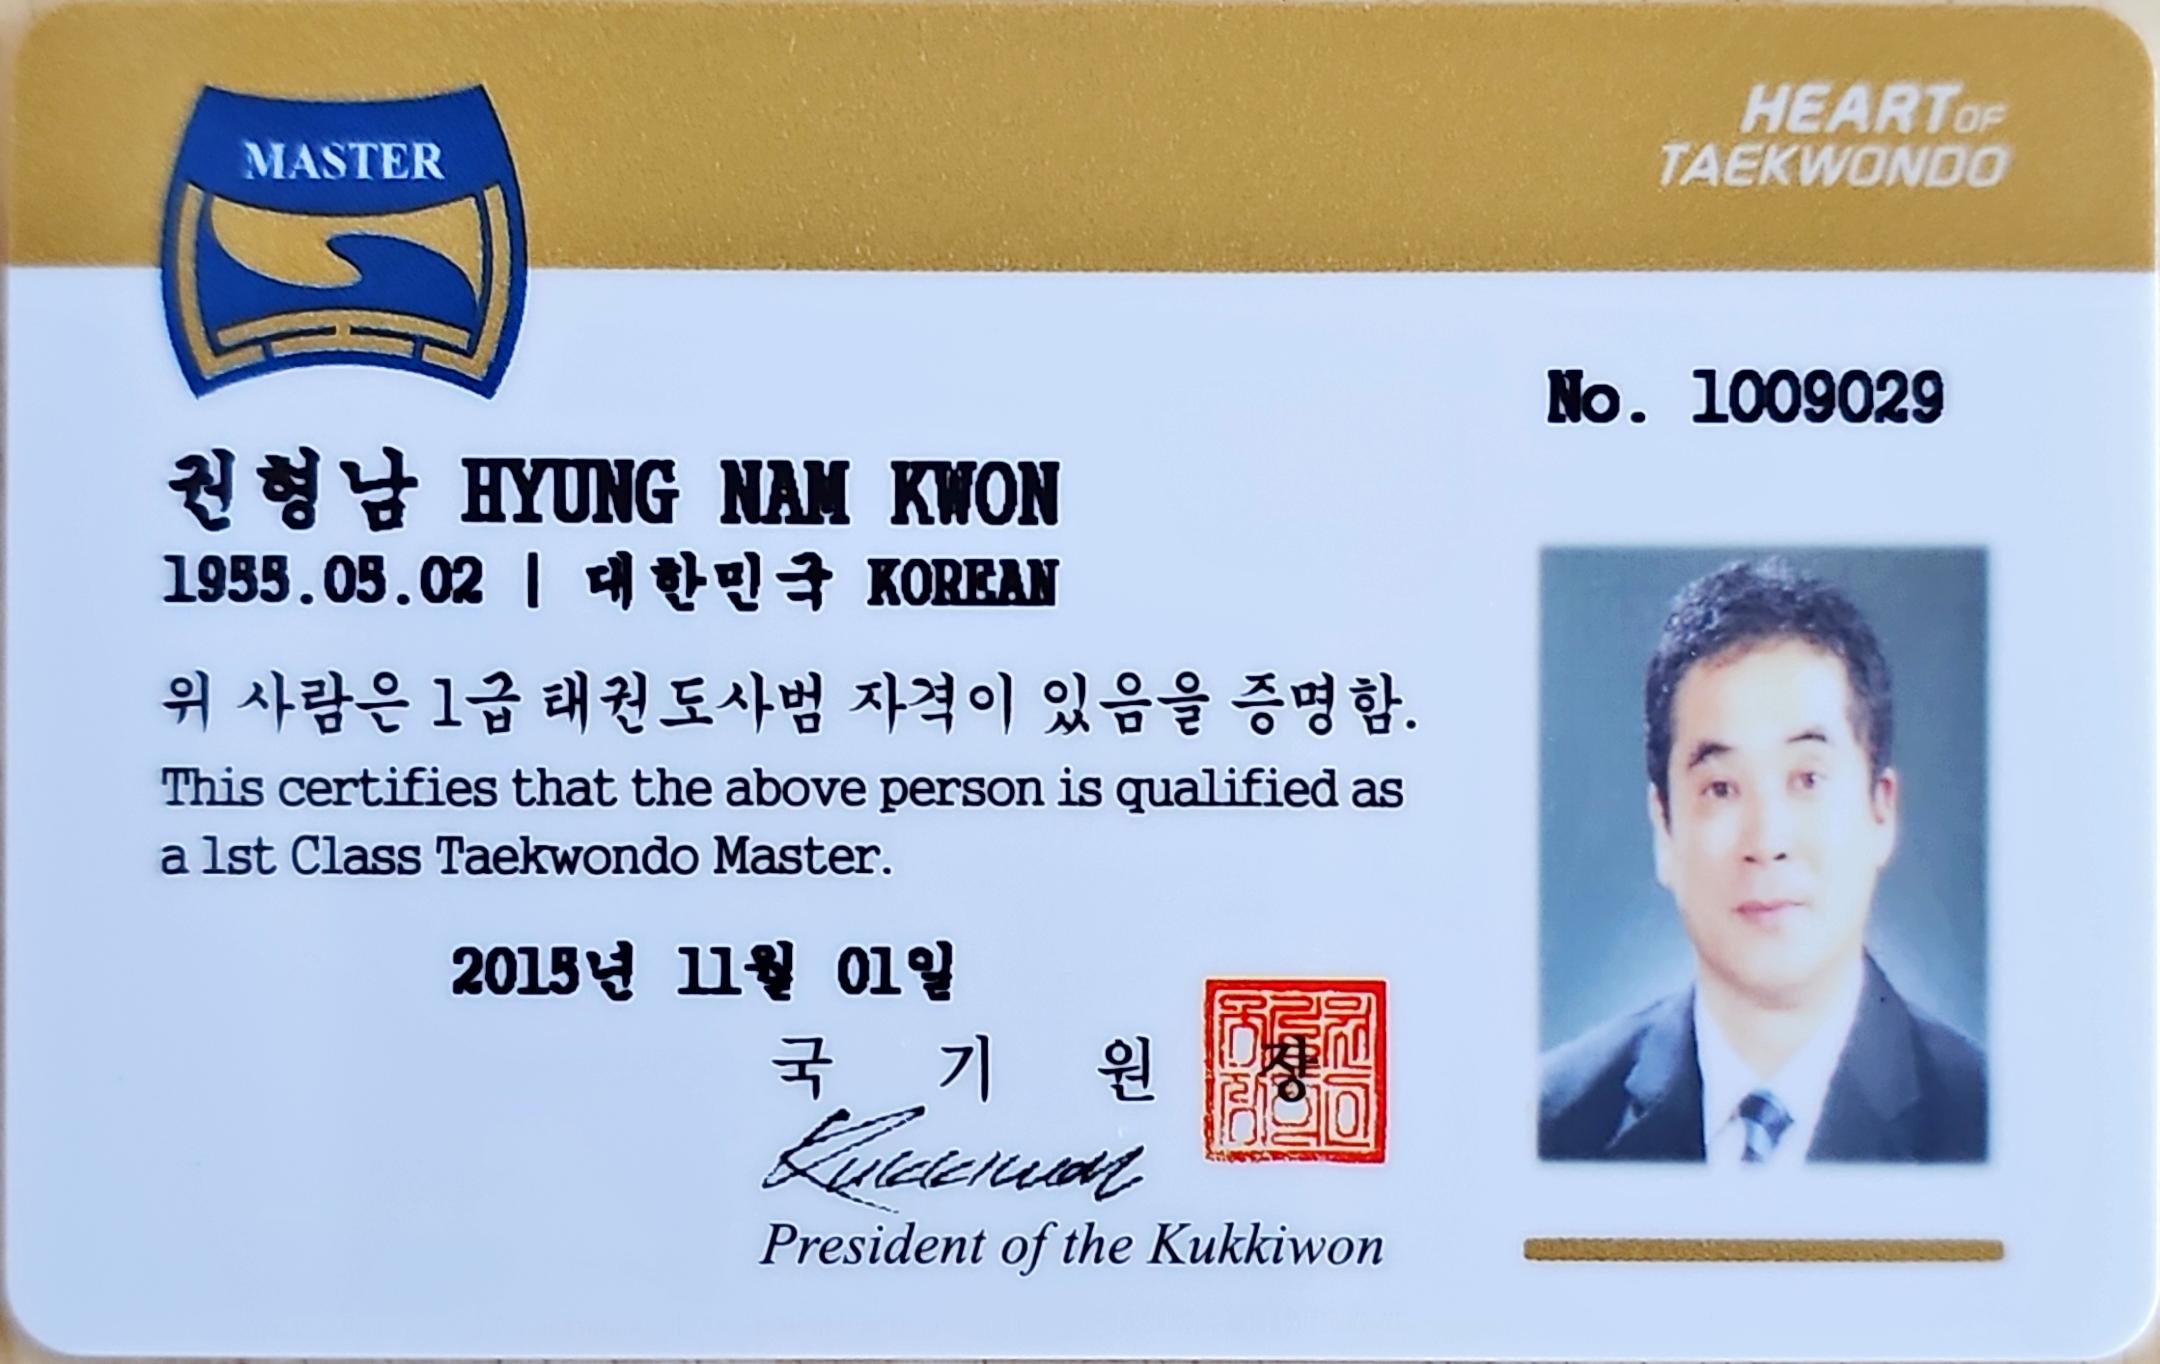 MASTER
HEART OF
TAEKWONDO
No. 1009029
권형남 HYUNG NAM KWON
1955.05.02 | 대한민국 KOREAN
위 사람은 1급 태권도사범 자격이 있음을 증명함.
This certifies that the above person is qualified as
a 1st Class Taekwondo Master.
2015년 11월 01일
국 기 원 장
Kukkiwon
President of the Kukkiwon